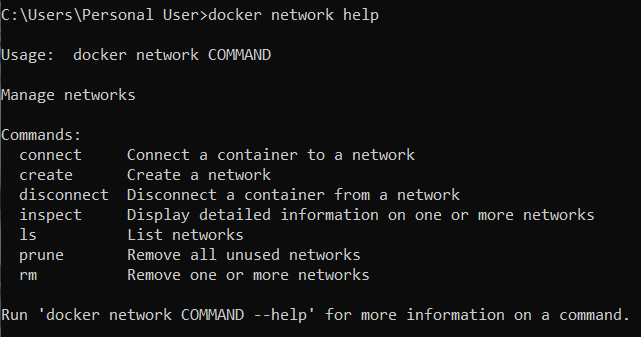 C:\Users\Personal User>docker network help
Usage:  docker network COMMAND
Manage networks
Commands:
  connect     Connect a container to a network
  create      Create a network
  disconnect  Disconnect a container from a network
  inspect     Display detailed information on one or more networks
  ls          List networks
  prune       Remove all unused networks
  rm          Remove one or more networks
Run 'docker network COMMAND --help' for more information on a command.